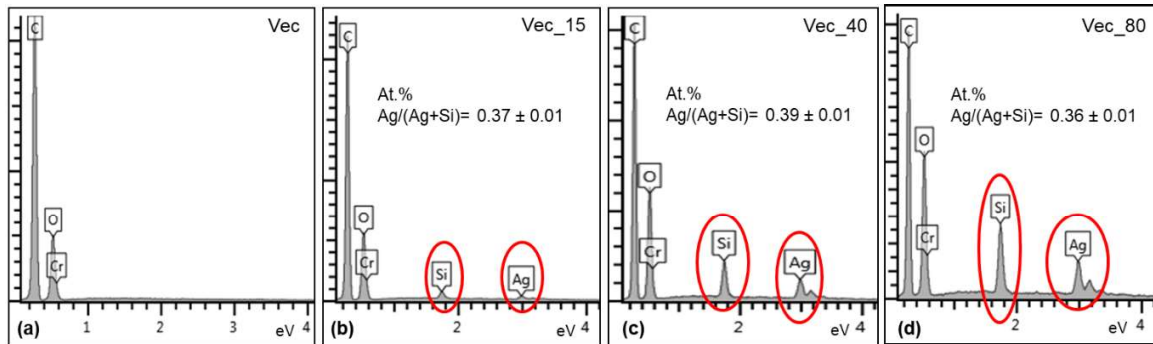 Vec
C
O
Cr
1
2
3
4
eV
(a)
Vec_15
C
At.%
Ag/(Ag+Si)= 0.37 ± 0.01
O
Cr
Si
Ag
2
4
eV
(b)
Vec_40
C
At.%
Ag/(Ag+Si)= 0.39 ± 0.01
O
Cr
Si
Ag
2
4
eV
(c)
Vec_80
C
At.%
Ag/(Ag+Si)= 0.36 ± 0.01
O
Cr
Si
Ag
2
4
eV
(d)